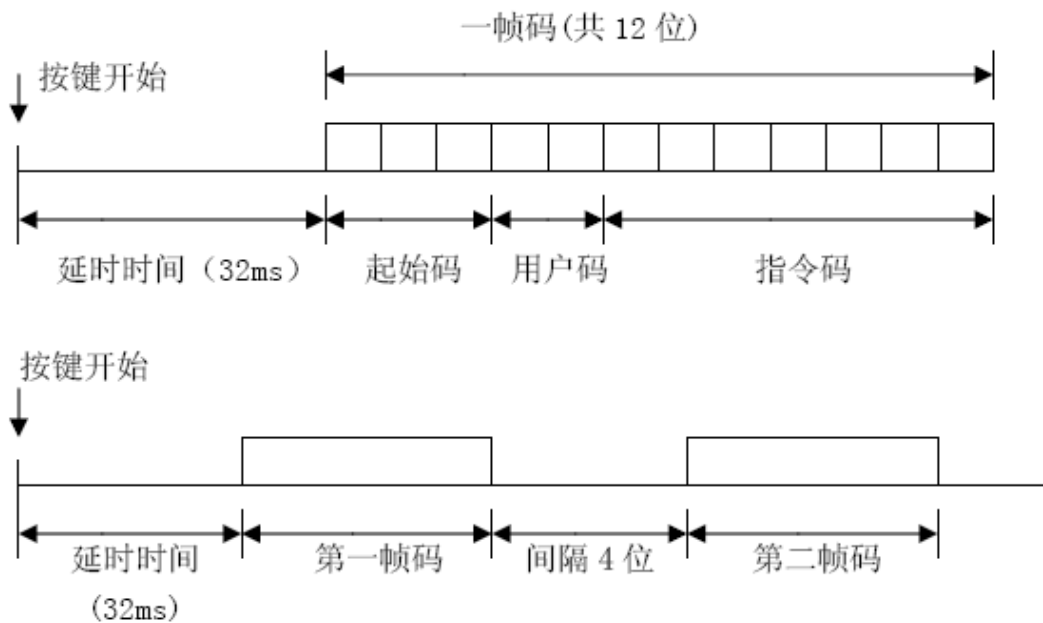 一帧码(共 12 位)
按键开始
延时时间（32ms）
起始码
用户码
指令码
按键开始
延时时间
(32ms)
第一帧码
间隔 4 位
第二帧码